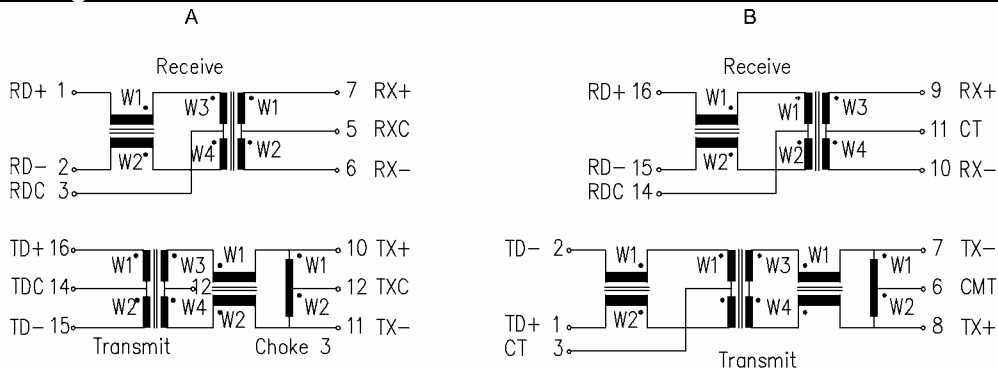 A
B
Receive
RD+ 1
W1
W3
W1
7 RX+
5 RXC
W2
W4
W2
RD- 2
6 RX-
RDC 3
TD+ 16
W1
10 TX+
W1
W3
W1
TDC 14
12
12 TXC
W2
W4
W2
W2
TD- 15
11 TX-
Transmit
Choke 3
Receive
RD+ 16
W1
W1
W3
9 RX+
11 CT
W2
W2
W4
RD- 15
10 RX-
RDC 14
TD- 2
W1
W1
W3
W1
7 TX-
W1
6 CMT
W2
W2
W4
8 TX+
TD+ 1
CT 3
Transmit